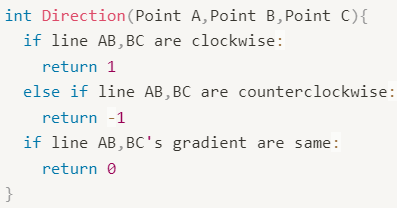 int Direction(Point A,Point B,Point C){
  if line AB,BC are clockwise:
    return 1
  else if line AB,BC are counterclockwise:
    return -1
  if line AB,BC's gradient are same:
    return 0
}